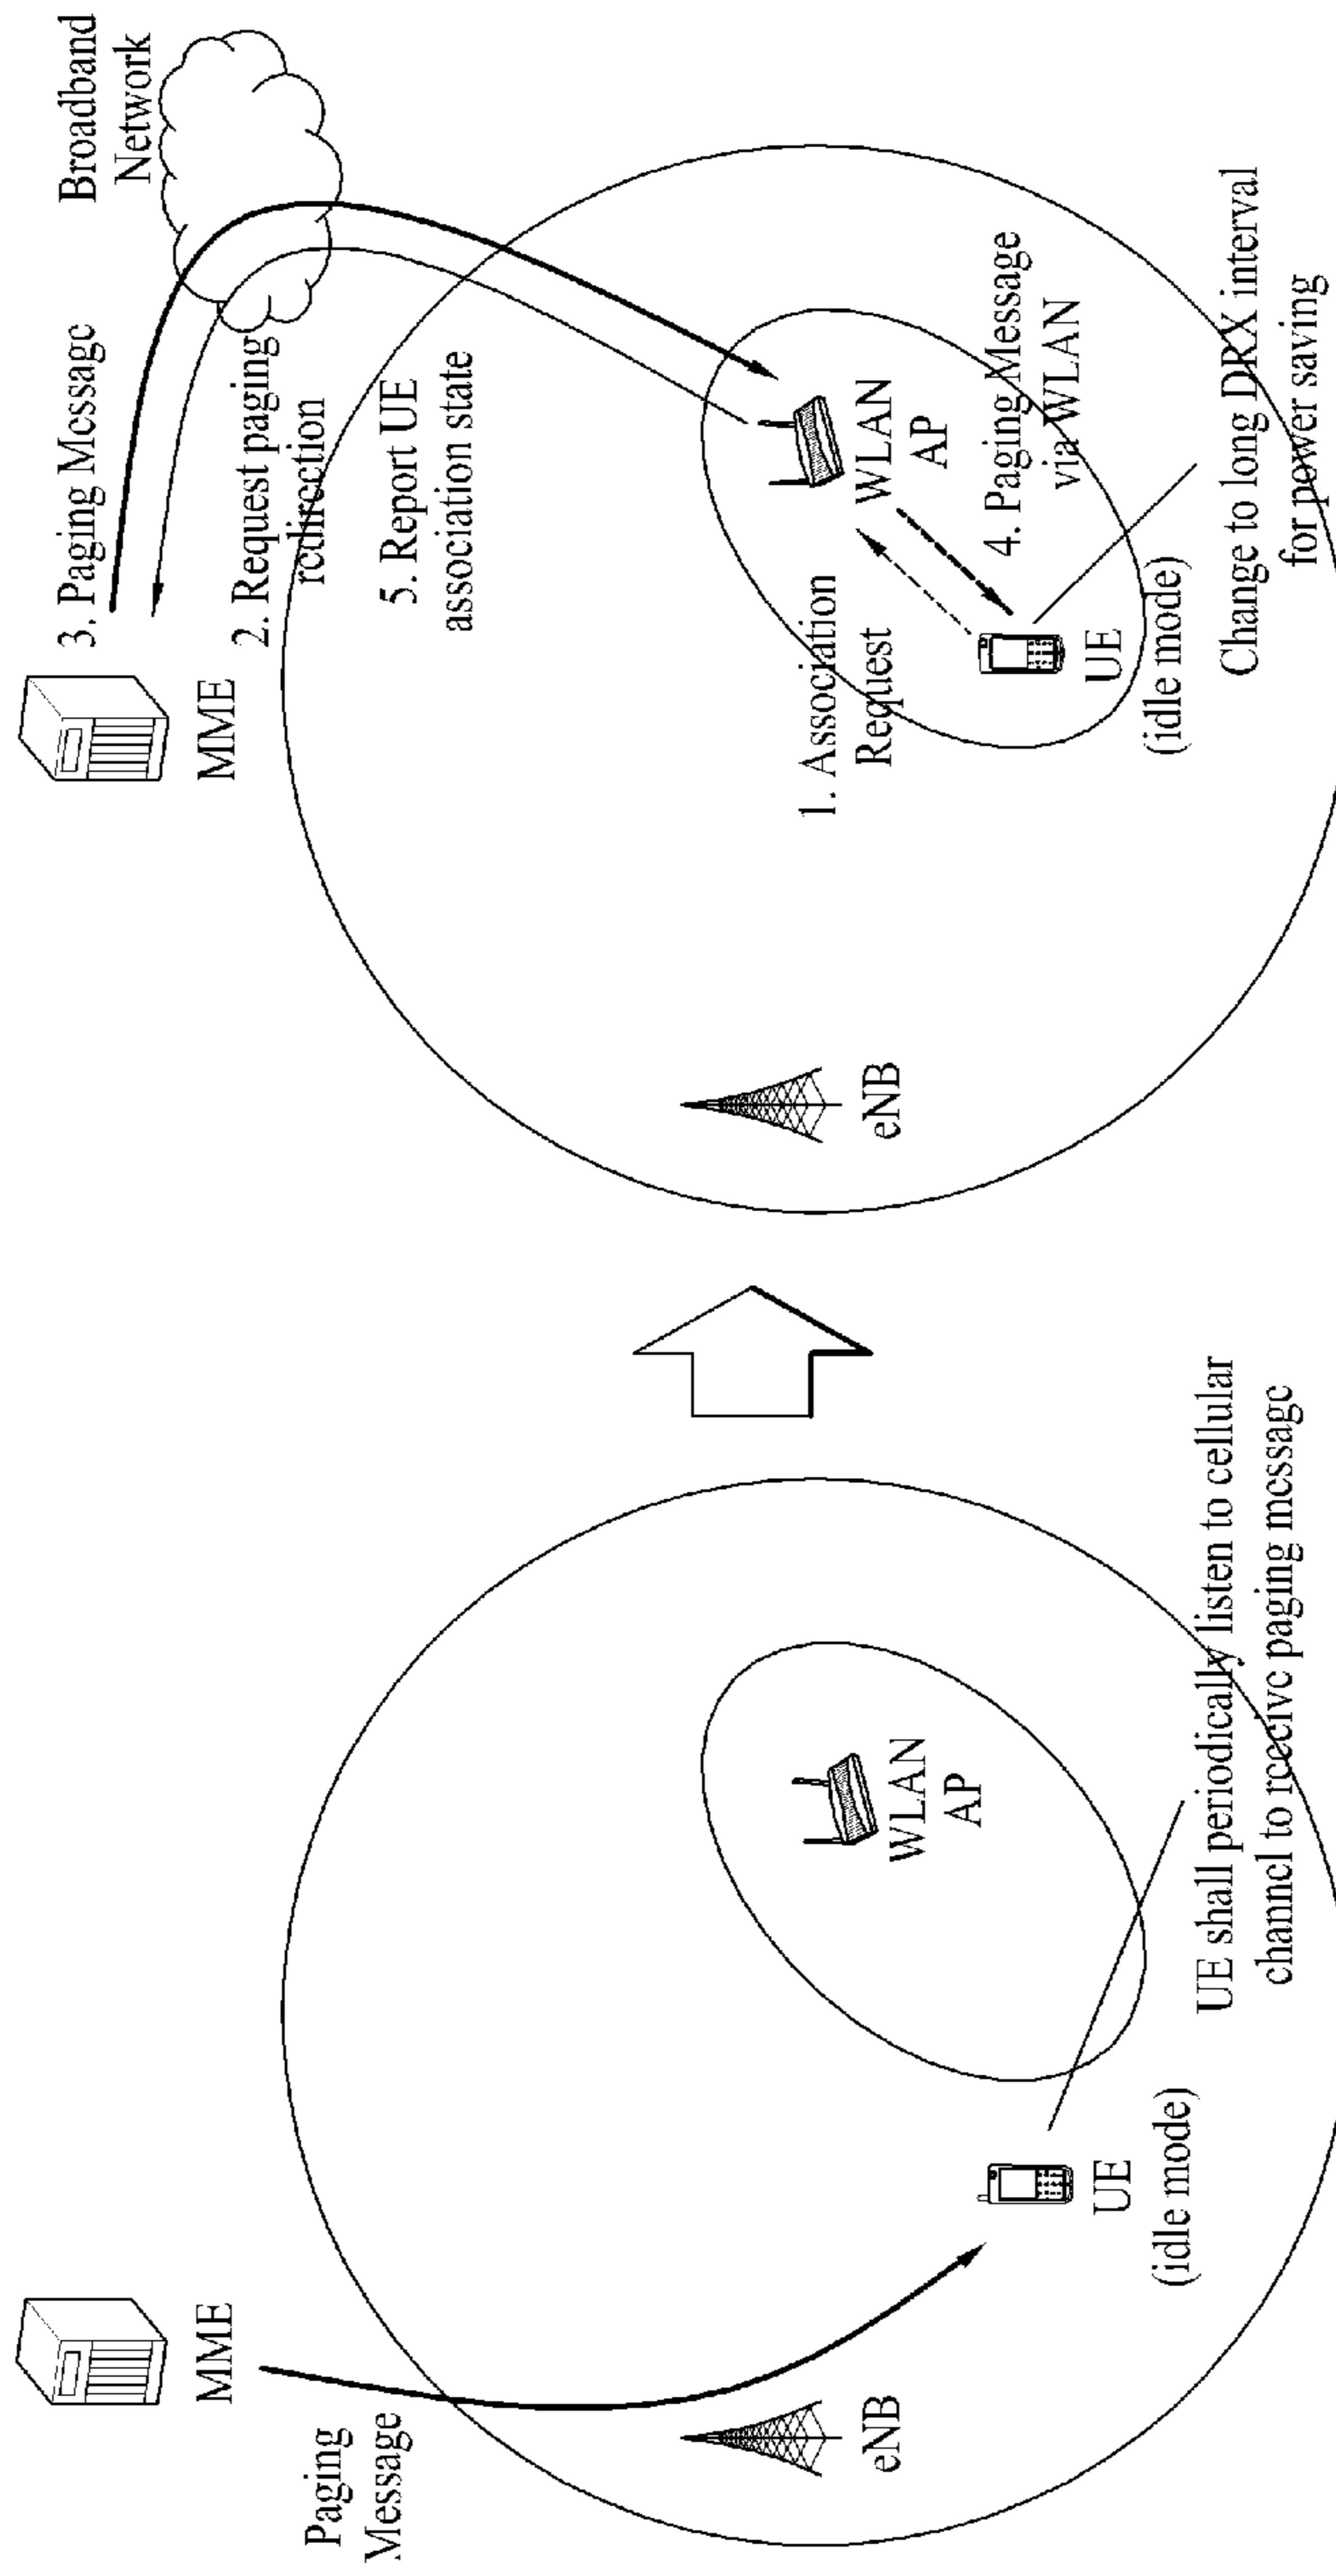 MME
Paging
Message
eNB
WLAN
AP
UE
(idle mode)
UE shall periodically listen to cellular
channel to receive paging message
MME
3. Paging Message
Broadband
Network
2. Request paging
redirection
5. Report UE
association state
eNB
1. Association
Request
WLAN
AP
4. Paging Message
via WLAN
UE
(idle mode)
Change to long DRX interval
for power saving